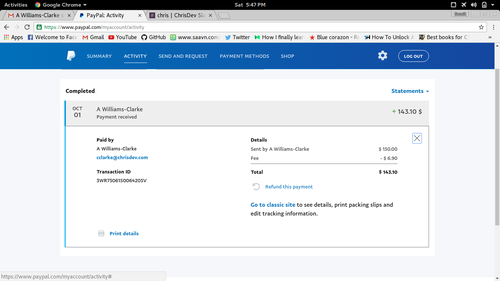 Activities Google Chrome Sat 5:47 PM
A Williams-Clarke PayPal: Activity chris | ChrisDev
https://www.paypal.com/myaccount/activity
Apps Welcome to Face Gmail YouTube GitHub www.saavn.com/ Twitter How I finally lear Blue corazon • Ri How To Unlock A Best books for C
SUMMARY ACTIVITY SEND AND REQUEST PAYMENT METHODS SHOP LOG OUT
Completed Statements
OCT
01
A Williams-Clarke
Payment received
+ 143.10 $
Paid by
A Williams-Clarke
cclarke@chrisdev.com
Transaction ID
Details
Sent by A Williams-Clarke $ 150.00
Fee - $ 6.90
Total $ 143.10
Refund this payment
Go to classic site to see details, print packing slips and
edit tracking information.
Print details
https://www.paypal.com/myaccount/activity#